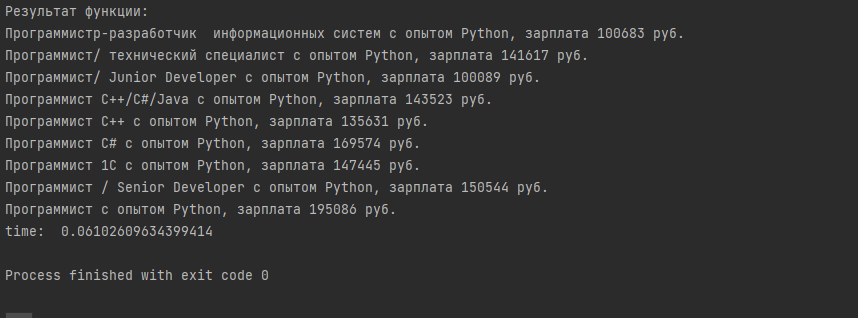 Результат функции:
Программистр-разработчик  информационных систем с опытом Python, зарплата 100683 руб.
Программист/ технический специалист с опытом Python, зарплата 141617 руб.
Программист/ Junior Developer с опытом Python, зарплата 100089 руб.
Программист C++/C#/Java с опытом Python, зарплата 143523 руб.
Программист C++ с опытом Python, зарплата 135631 руб.
Программист C# с опытом Python, зарплата 169574 руб.
Программист 1С с опытом Python, зарплата 147445 руб.
Программист / Senior Developer с опытом Python, зарплата 150544 руб.
Программист с опытом Python, зарплата 195086 руб.
time:  0.06102609634399414
Process finished with exit code 0